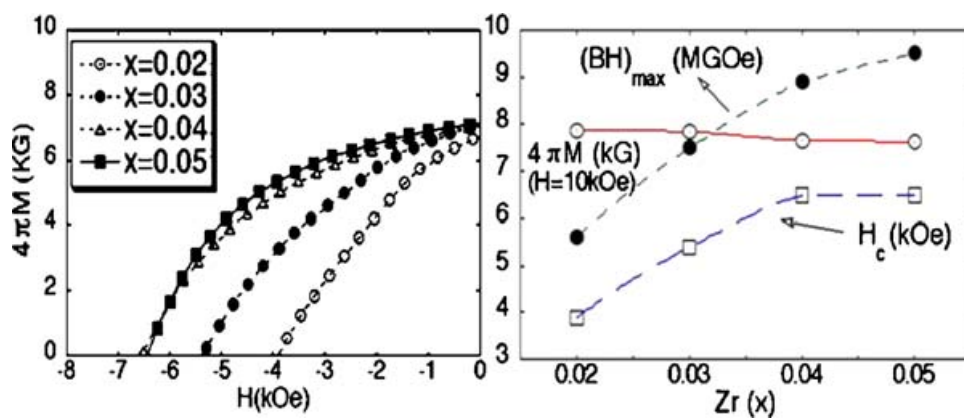 10
8
6
4
2
0
4πM (KG)
X=0.02
X=0.03
X=0.04
X=0.05
-8 -7 -6 -5 -4 -3 -2 -1 0
H(kOe)
10
9
8
7
6
5
4
3
(BH)max (MGOe)
4πM (kG)
(H=10kOe)
Hc(kOe)
0.02 0.03 0.04 0.05
Zr (x)